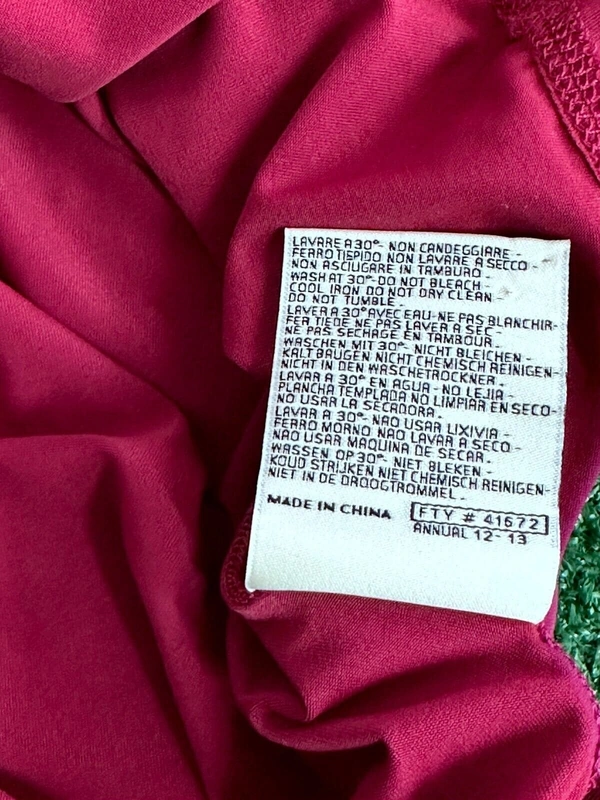 LAVARE A 30°- NON CANDEGGIARE -
FERRO TIEPIDO NON LAVARE A SECCO -
NON ASCIUGARE IN TAMBURO -
WASH AT 30°- DO NOT BLEACH -
COOL IRON DO NOT DRY CLEAN -
DO NOT TUMBLE -
LAVER A 30° AVEC EAU - NE PAS BLANCHIR-
FER TIEDE NE PAS LAVER A SEC -
NE PAS SECHAGE EN TAMBOUR -
WASCHEN MIT 30°- NICHT BLEICHEN -
KALT BAUGEN NICHT CHEMISCH REINIGEN-
NICHT IN DEN WASCHETROCKNER -
LAVAR A 30° EN AGUA - NO LEJIA -
PLANCHA TEMPLADA NO LIMPIAR EN SECO-
NO USAR LA SECADORA -
LAVAR A 30°- NAO USAR LIXIVIA -
FERRO MORNO NAO LAVAR A SECO -
NAO USAR MAQUINA DE SECAR -
WASSEN OP 30°- NIET BLEKEN -
KOUD STRIJKEN NIET CHEMISCH REINIGEN-
NIET IN DE DROOGTROMMEL -
MADE IN CHINA FTY # 41672
ANNUAL 12-13